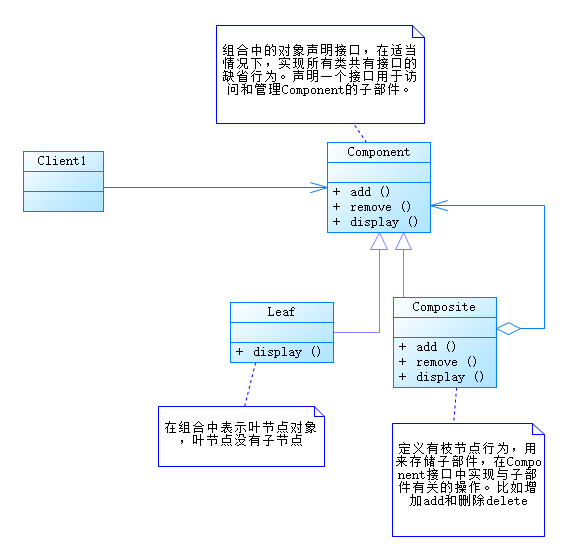 组合中的对象声明接口，在适当
情况下，实现所有类共有接口的
缺省行为。声明一个接口用于访
问和管理Component的子部件。
Client1
Component
+ add ()
+ remove ()
+ display ()
Leaf
+ display ()
Composite
+ add ()
+ remove ()
+ display ()
在组合中表示叶节点对象
，叶节点没有子节点
定义有枝节点行为，用
来存储子部件，在Compo
nent接口中实现与子部
件有关的操作。比如增
加add和删除delete